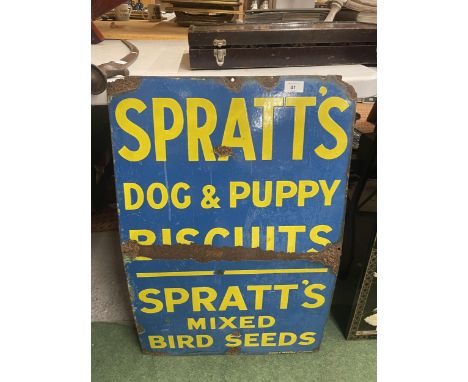 SPRATT'S
DOG & PUPPY
BISCUITS
SPRATT'S
MIXED
BIRD SEEDS